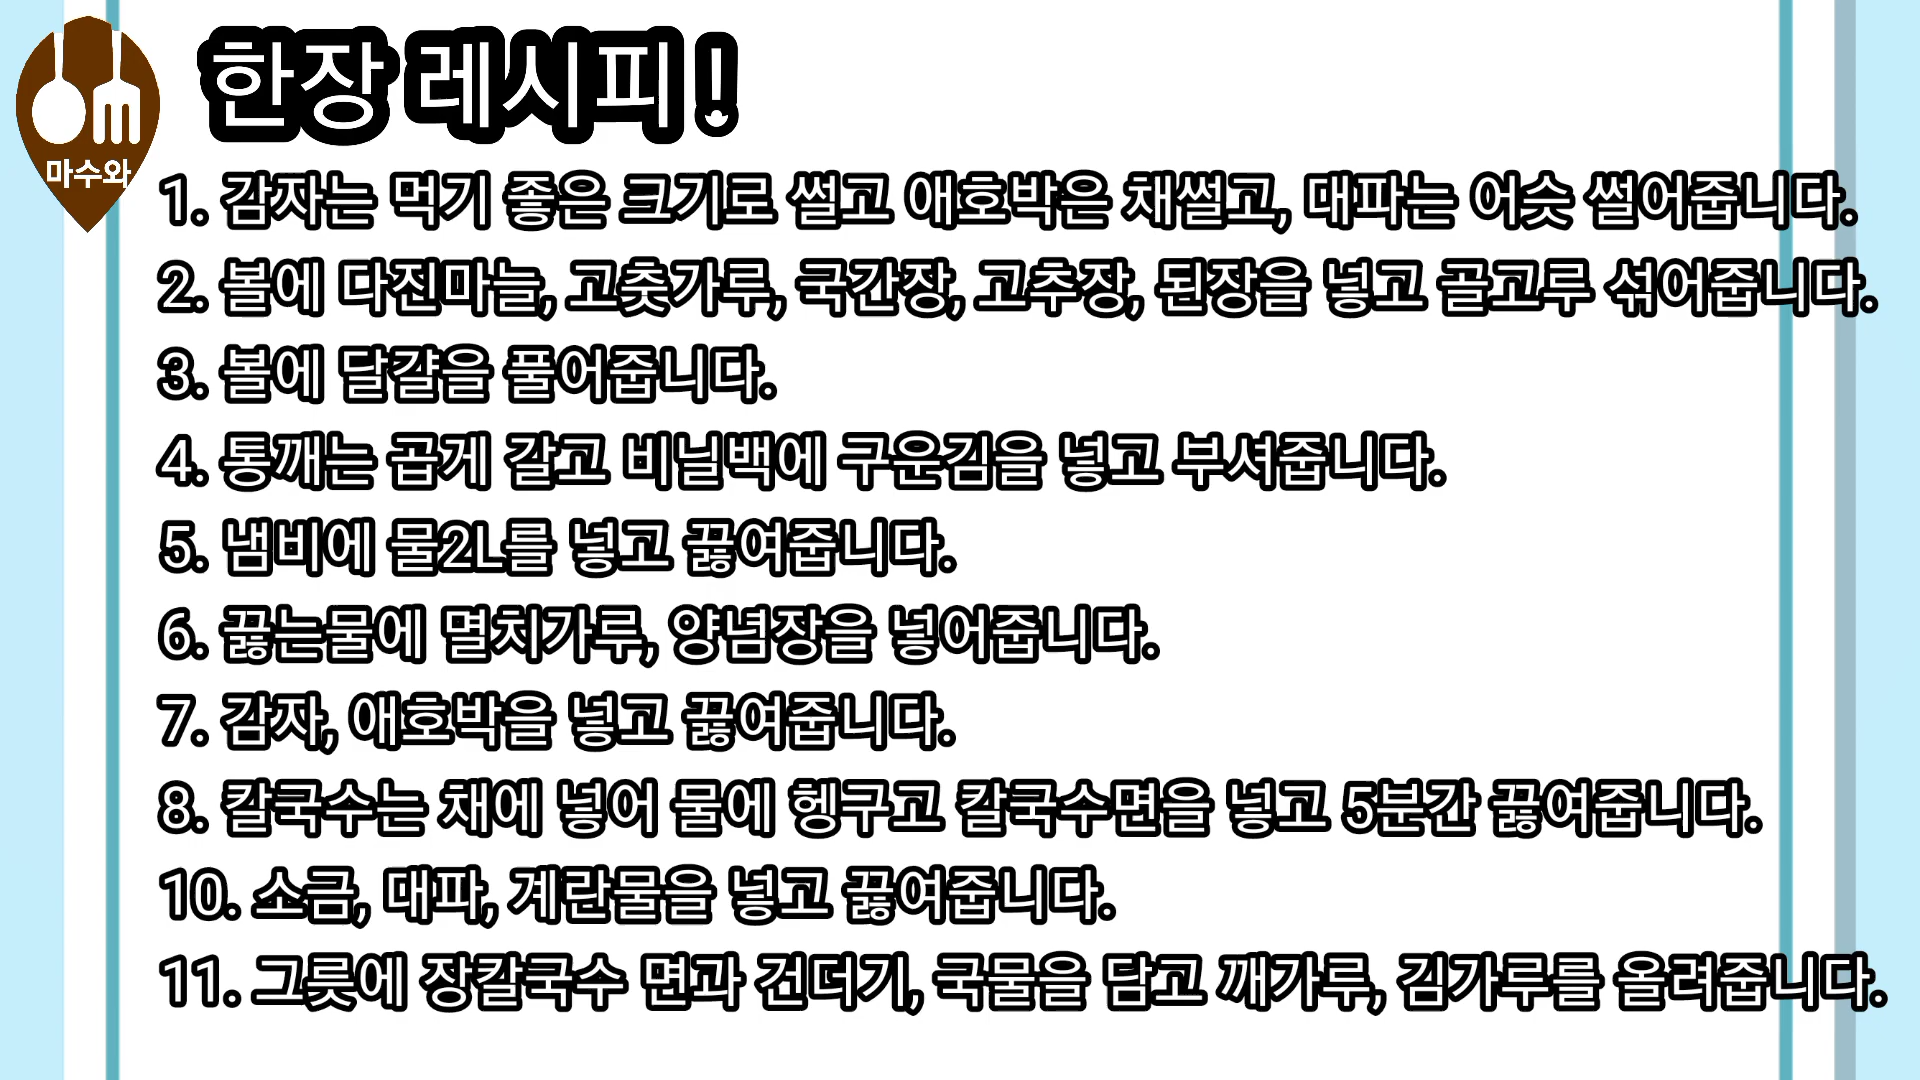 한장 레시피 !
마수와
1. 감자는 먹기 좋은 크기로 썰고 애호박은 채썰고, 대파는 어슷 썰어줍니다.
2. 볼에 다진마늘, 고춧가루, 국간장, 고추장, 된장을 넣고 골고루 섞어줍니다.
3. 볼에 달걀을 풀어줍니다.
4. 통깨는 곱게 갈고 비닐백에 구운김을 넣고 부셔줍니다.
5. 냄비에 물2L를 넣고 끓여줍니다.
6. 끓는물에 멸치가루, 양념장을 넣어줍니다.
7. 감자, 애호박을 넣고 끓여줍니다.
8. 칼국수는 채에 넣어 물에 헹구고 칼국수면을 넣고 5분간 끓여줍니다.
10. 소금, 대파, 계란물을 넣고 끓여줍니다.
11. 그릇에 장칼국수 면과 건더기, 국물을 담고 깨가루, 김가루를 올려줍니다.